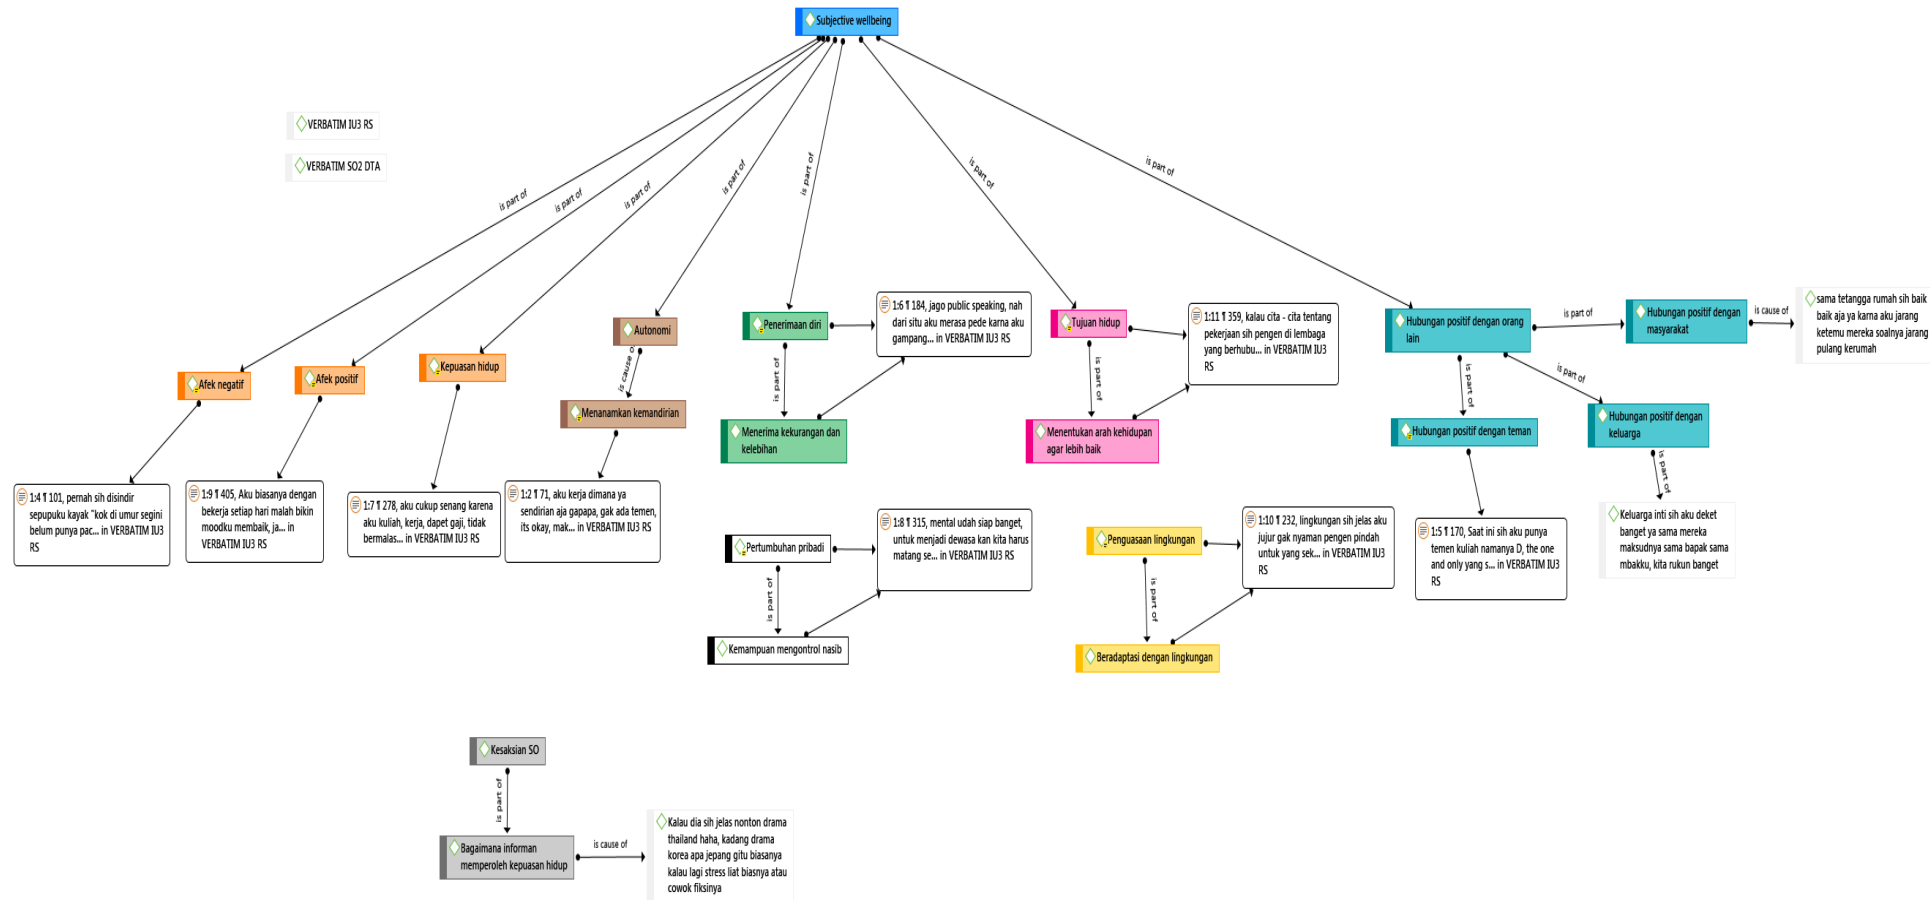 Subjective wellbeing
VERBATIM IU3 RS
VERBATIM SO2 DTA
is part of
is part of
is part of
is part of
is part of
is part of
is part of
Afek negatif
Afek positif
Kepuasan hidup
Autonomi
is cause o
Menanamkan kemandirian
Penerimaan diri
is part of
Menerima kekurangan dan
kelebihan
1:6 ¶ 184, jago public speaking, nah
dari situ aku merasa pede karna aku
gampang... in VERBATIM IU3 RS
Tujuan hidup
is part of
Menentukan arah kehidupan
agar lebih baik
1:11 ¶ 359, kalau cita - cita tentang
pekerjaan sih pengen di lembaga
yang berhubu... in VERBATIM IU3
RS
Hubungan positif dengan orang
lain
is part of
Hubungan positif dengan
masyarakat
is cause of
sama tetangga rumah sih baik
baik aja ya karna aku jarang
ketemu mereka soalnya jarang
pulang kerumah
is part of
is part of
Hubungan positif dengan teman
Hubungan positif dengan
keluarga
is part of
1:4 ¶ 101, pernah sih disindir
sepupuku kayak "kok di umur segini
belum punya pac... in VERBATIM IU3
RS
1:9 ¶ 405, Aku biasanya dengan
bekerja setiap hari malah bikin
moodku membaik, ja... in
VERBATIM IU3 RS
1:7 ¶ 278, aku cukup senang karena
aku kuliah, kerja, dapet gaji, tidak
bermalas... in VERBATIM IU3 RS
1:2 ¶ 71, aku kerja dimana ya
sendirian aja gapapa, gak ada temen,
its okay, mak... in VERBATIM IU3 RS
Pertumbuhan pribadi
is part of
Kemampuan mengontrol nasib
1:8 ¶ 315, mental udah siap banget,
untuk menjadi dewasa kan kita harus
matang se... in VERBATIM IU3 RS
Penguasaan lingkungan
is part of
Beradaptasi dengan lingkungan
1:10 ¶ 232, lingkungan sih jelas aku
jujur gak nyaman pengen pindah
untuk yang sek... in VERBATIM IU3
RS
1:5 ¶ 170, Saat ini sih aku punya
temen kuliah namanya D, the one
and only yang s... in VERBATIM IU3
RS
Keluarga inti sih aku deket
banget ya sama mereka
maksudnya sama bapak sama
mbakku, kita rukun banget
Kesaksian SO
is part of
Bagaimana informan
memperoleh kepuasan hidup
is cause of
Kalau dia sih jelas nonton drama
thailand haha, kadang drama
korea apa jepang gitu biasanya
kalau lagi stress liat biasnya atau
cowok fiksinya